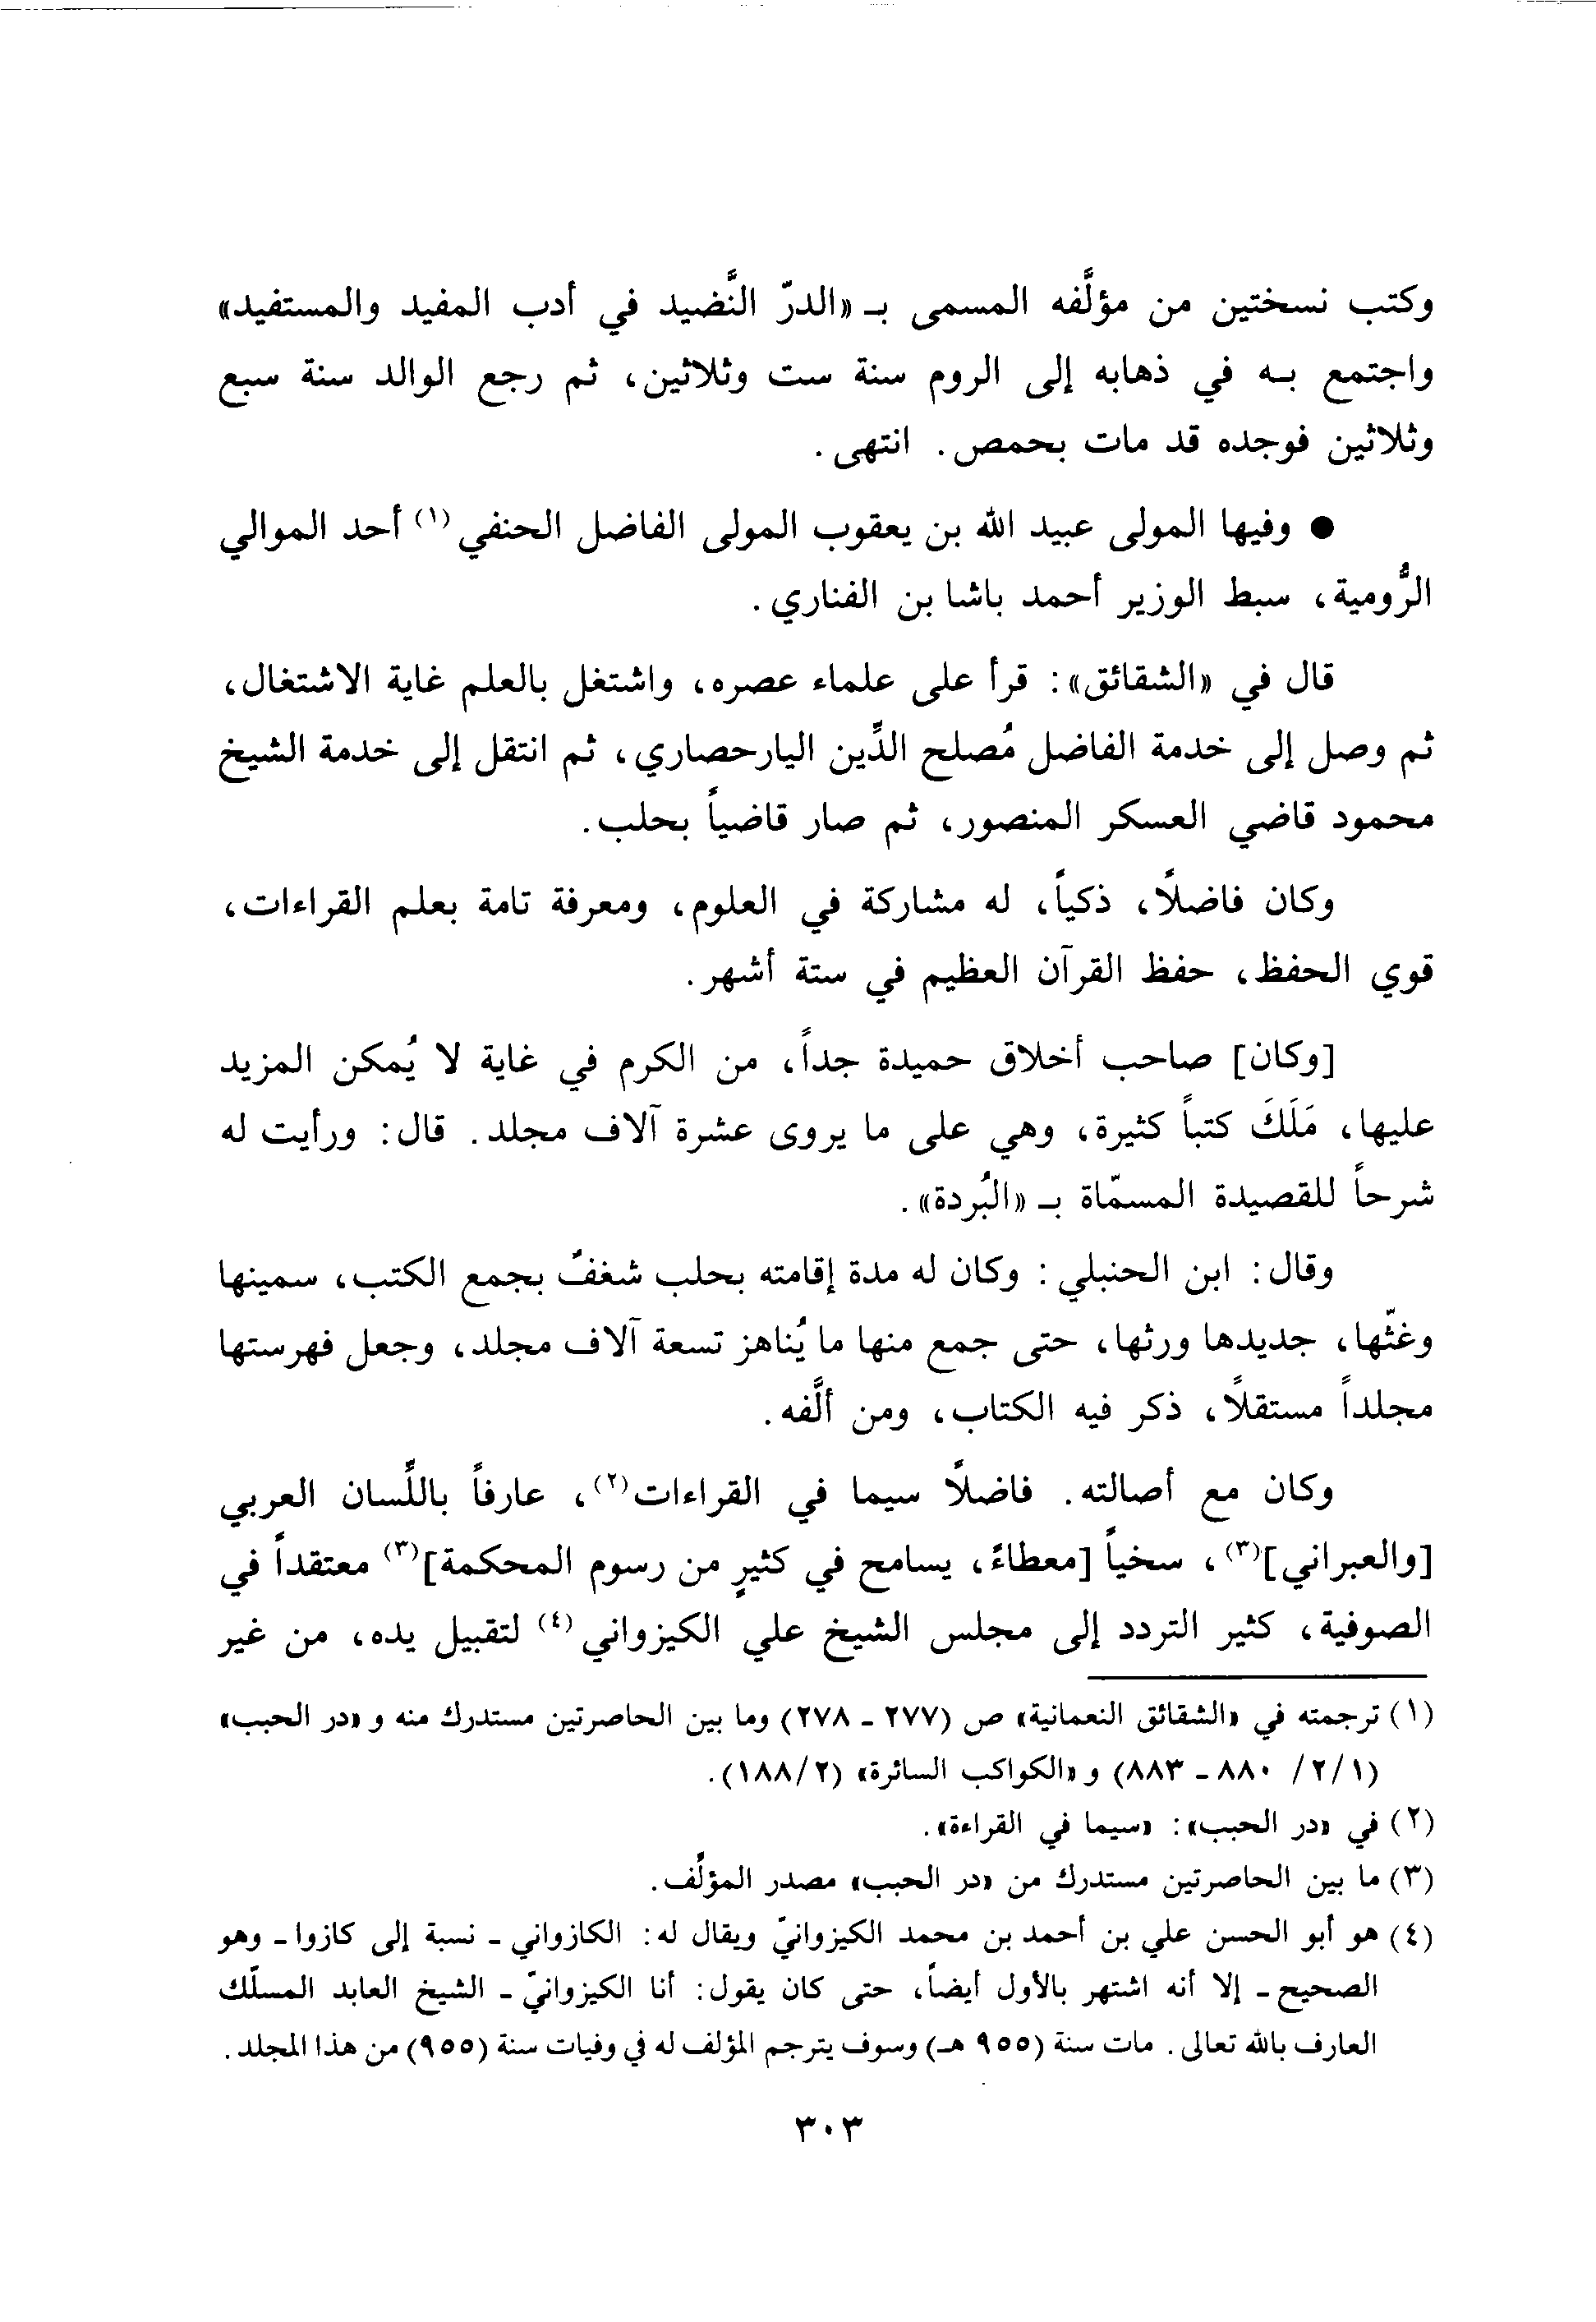 وكتب نسختين من مؤلَّفه المسمى بـ «الدرّ النَّضيد في أدب المفيد والمستفيد»
واجتمع بـه في ذهابه إلى الروم سنة ست وثلاثين، ثم رجع الوالد سنة سبع
وثلاثين فوجده قد مات بحمص. انتهى.
● وفيها المولى عبيد الله بن يعقوب المولى الفاضل الحنفي (١) أحد الموالي
الرُّومية، سبط الوزير أحمد باشا بن الفناري.
قال في «الشقائق»: قرأ على علماء عصره، واشتغل بالعلم غاية الاشتغال،
ثم وصل إلى خدمة الفاضل مُصلح الدِّين اليارحصاري، ثم انتقل إلى خدمة الشيخ
محمود قاضي العسكر المنصور، ثم صار قاضياً بحلب.
وكان فاضلاً، ذكياً، له مشاركة في العلوم، ومعرفة تامة بعلم القراءات،
قوي الحفظ، حفظ القرآن العظيم في ستة أشهر.
[وكان] صاحب أخلاق حميدة جداً، من الكرم في غاية لا يُمكن المزيد
عليها، مَلَكَ كتباً كثيرة، وهي على ما يروى عشرة آلاف مجلد. قال: ورأيت له
شرحاً للقصيدة المسمّاة بـ «البُردة».
وقال: ابن الحنبلي: وكان له مدة إقامته بحلب شغفٌ بجمع الكتب، سمينها
وغثّها، جديدها ورثها، حتى جمع منها ما يُناهز تسعة آلاف مجلد، وجعل فهرستها
مجلداً مستقلاً، ذكر فيه الكتاب، ومن ألَّفه.
وكان مع أصالته. فاضلاً سيما في القراءات(٢)، عارفاً باللِّسان العربي
[والعبراني](٣)، سخياً [معطاءً، يسامح في كثيرٍ من رسوم المحكمة](٣) معتقداً في
الصوفية، كثير التردد إلى مجلس الشيخ علي الكيزواني (٤) لتقبيل يده، من غير
(١) ترجمته في «الشقائق النعمانية» ص (٢٧٧ - ٢٧٨) وما بين الحاصرتين مستدرك منه و «در الحبب»
(١/٢/ ٨٨٠ - ٨٨٣) و «الكواكب السائرة» (١٨٨/٢).
(٢) في «در الحبب»: «سيما في القراءة».
(٣) ما بين الحاصرتين مستدرك من «در الحبب» مصدر المؤلِّف.
(٤) هو أبو الحسن علي بن أحمد بن محمد الكيزوانيّ ويقال له: الكازواني - نسبة إلى كازوا - وهو
الصحيح - إلا أنه اشتهر بالأول أيضاً، حتى كان يقول: أنا الكيزوانيّ - الشيخ العابد المسلّك
العارف بالله تعالى. مات سنة (٩٥٥ هـ) وسوف يترجم المؤلف له في وفيات سنة (٩٥٥) من هذا المجلد.
٣٠٣